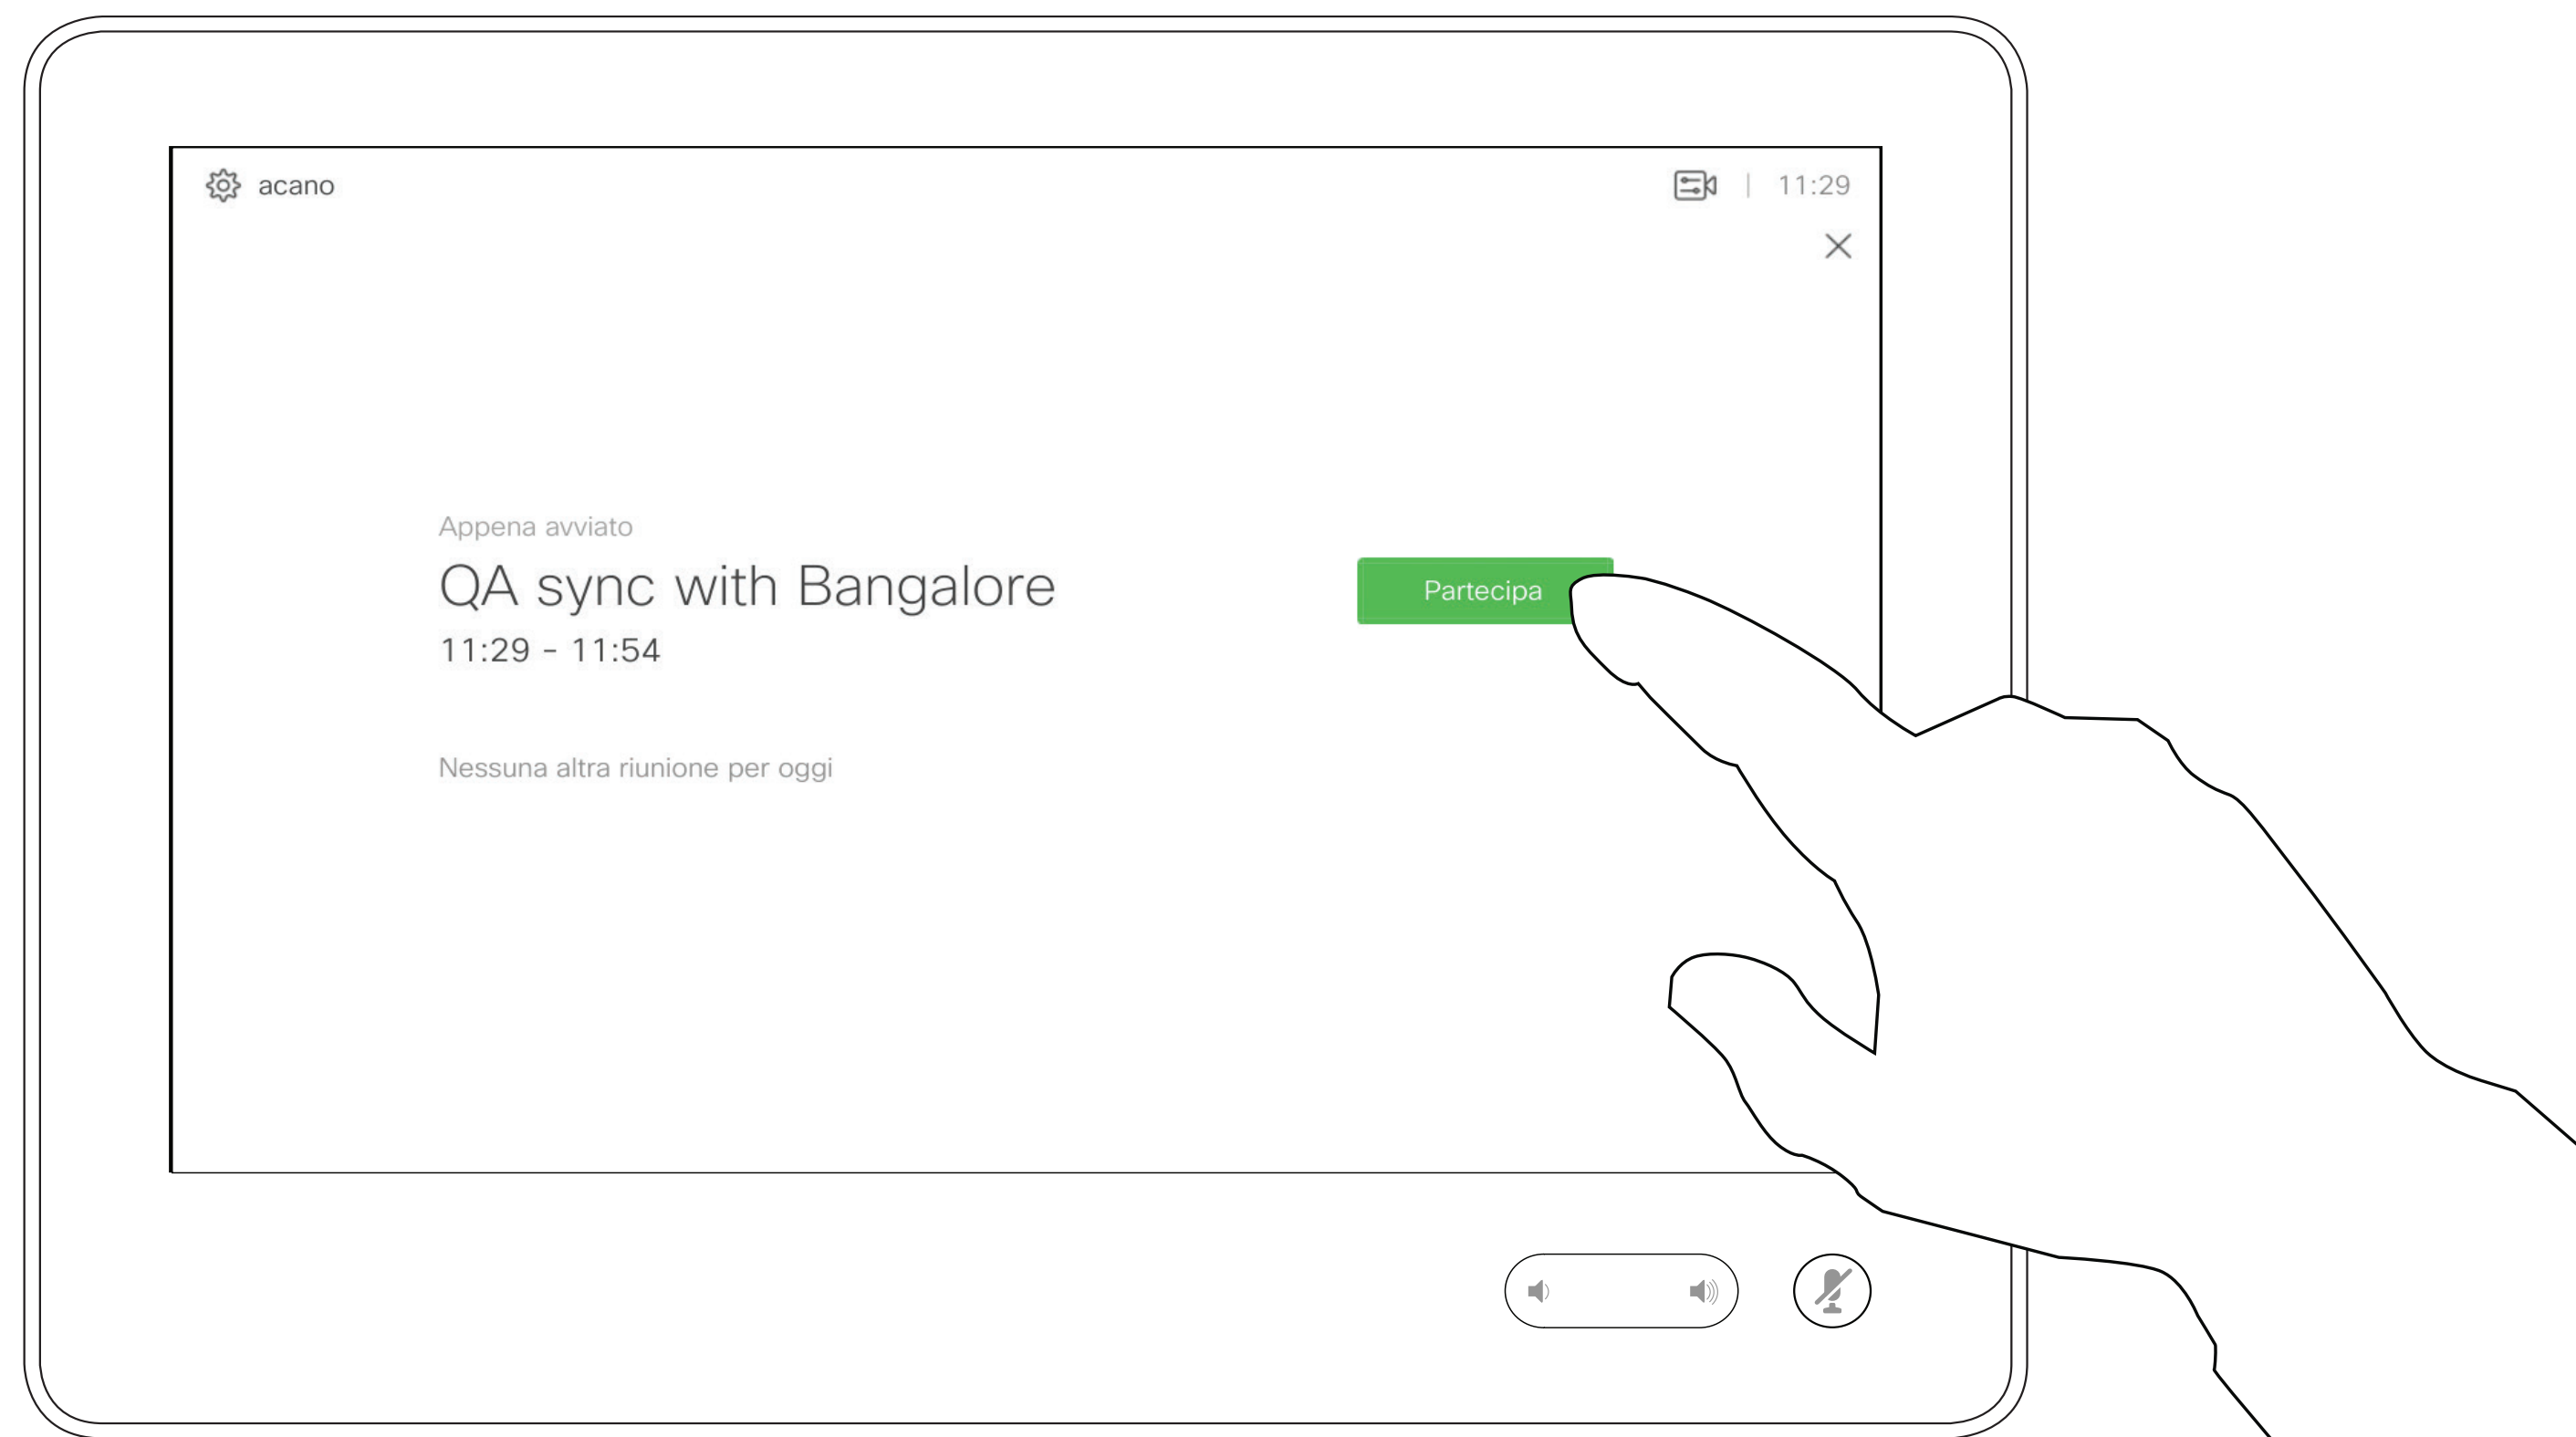 acano
11:29
Appena avviato
QA sync with Bangalore
Partecipa
11:29 - 11:54
Nessuna altra riunione per oggi